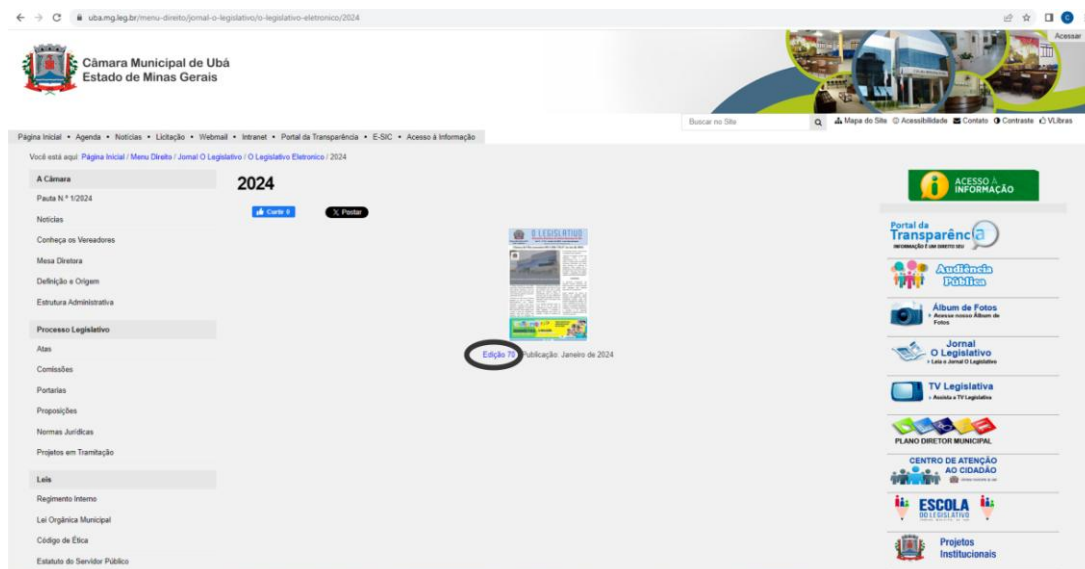 uba.mg.leg.br/menu-direito/jornal-o-legislativo/o-legislativo-eletronico/2024
Acessar
Câmara Municipal de Ubá
Estado de Minas Gerais
Buscar no Site
Mapa do Site Acessibilidade Contato Contraste VLibras
Página Inicial • Agenda • Notícias • Licitação • Webmail • Intranet • Portal da Transparência • E-SIC • Acesso à Informação
Você está aqui: Página Inicial / Menu Direito / Jornal O Legislativo / O Legislativo Eletronico / 2024
A Câmara
Pauta N.º 1/2024
Notícias
Conheça os Vereadores
Mesa Diretora
Definição e Origem
Estrutura Administrativa
Processo Legislativo
Atas
Comissões
Portarias
Proposições
Normas Jurídicas
Projetos em Tramitação
Leis
Regimento Interno
Lei Orgânica Municipal
Código de Ética
Estatuto do Servidor Público
2024
Curtir 0
Postar
O LEGISLATIVO
Edição 70 Publicação: Janeiro de 2024
ACESSO À
INFORMAÇÃO
Portal da
Transparência
INFORMAÇÃO É UM DIREITO SEU
Audiência
Pública
Álbum de Fotos
Acesse nosso Álbum de
Fotos
Jornal
O Legislativo
Leia o Jornal O Legislativo
TV Legislativa
Assista a TV Legislativa
PLANO DIRETOR MUNICIPAL
CENTRO DE ATENÇÃO
AO CIDADÃO
ESCOLA
DO LEGISLATIVO
Projetos
Institucionais